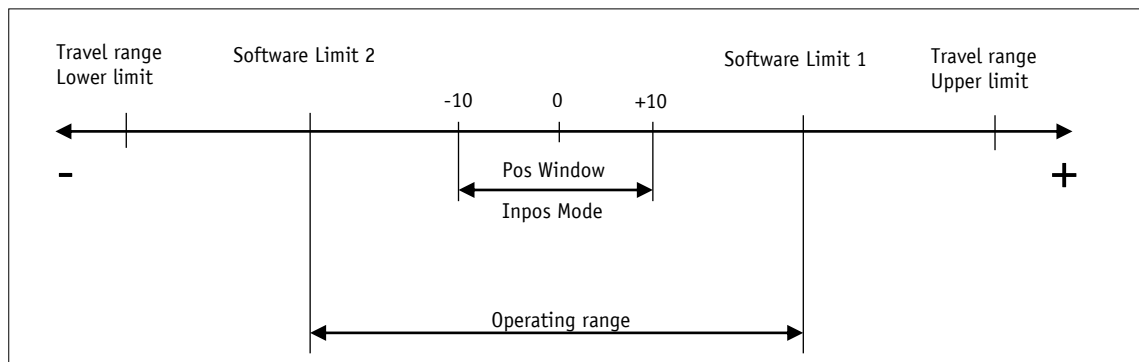 Travel range
Lower limit
Software Limit 2
Software Limit 1
Travel range
Upper limit
-10
0
+10
-
+
Pos Window
Inpos Mode
Operating range